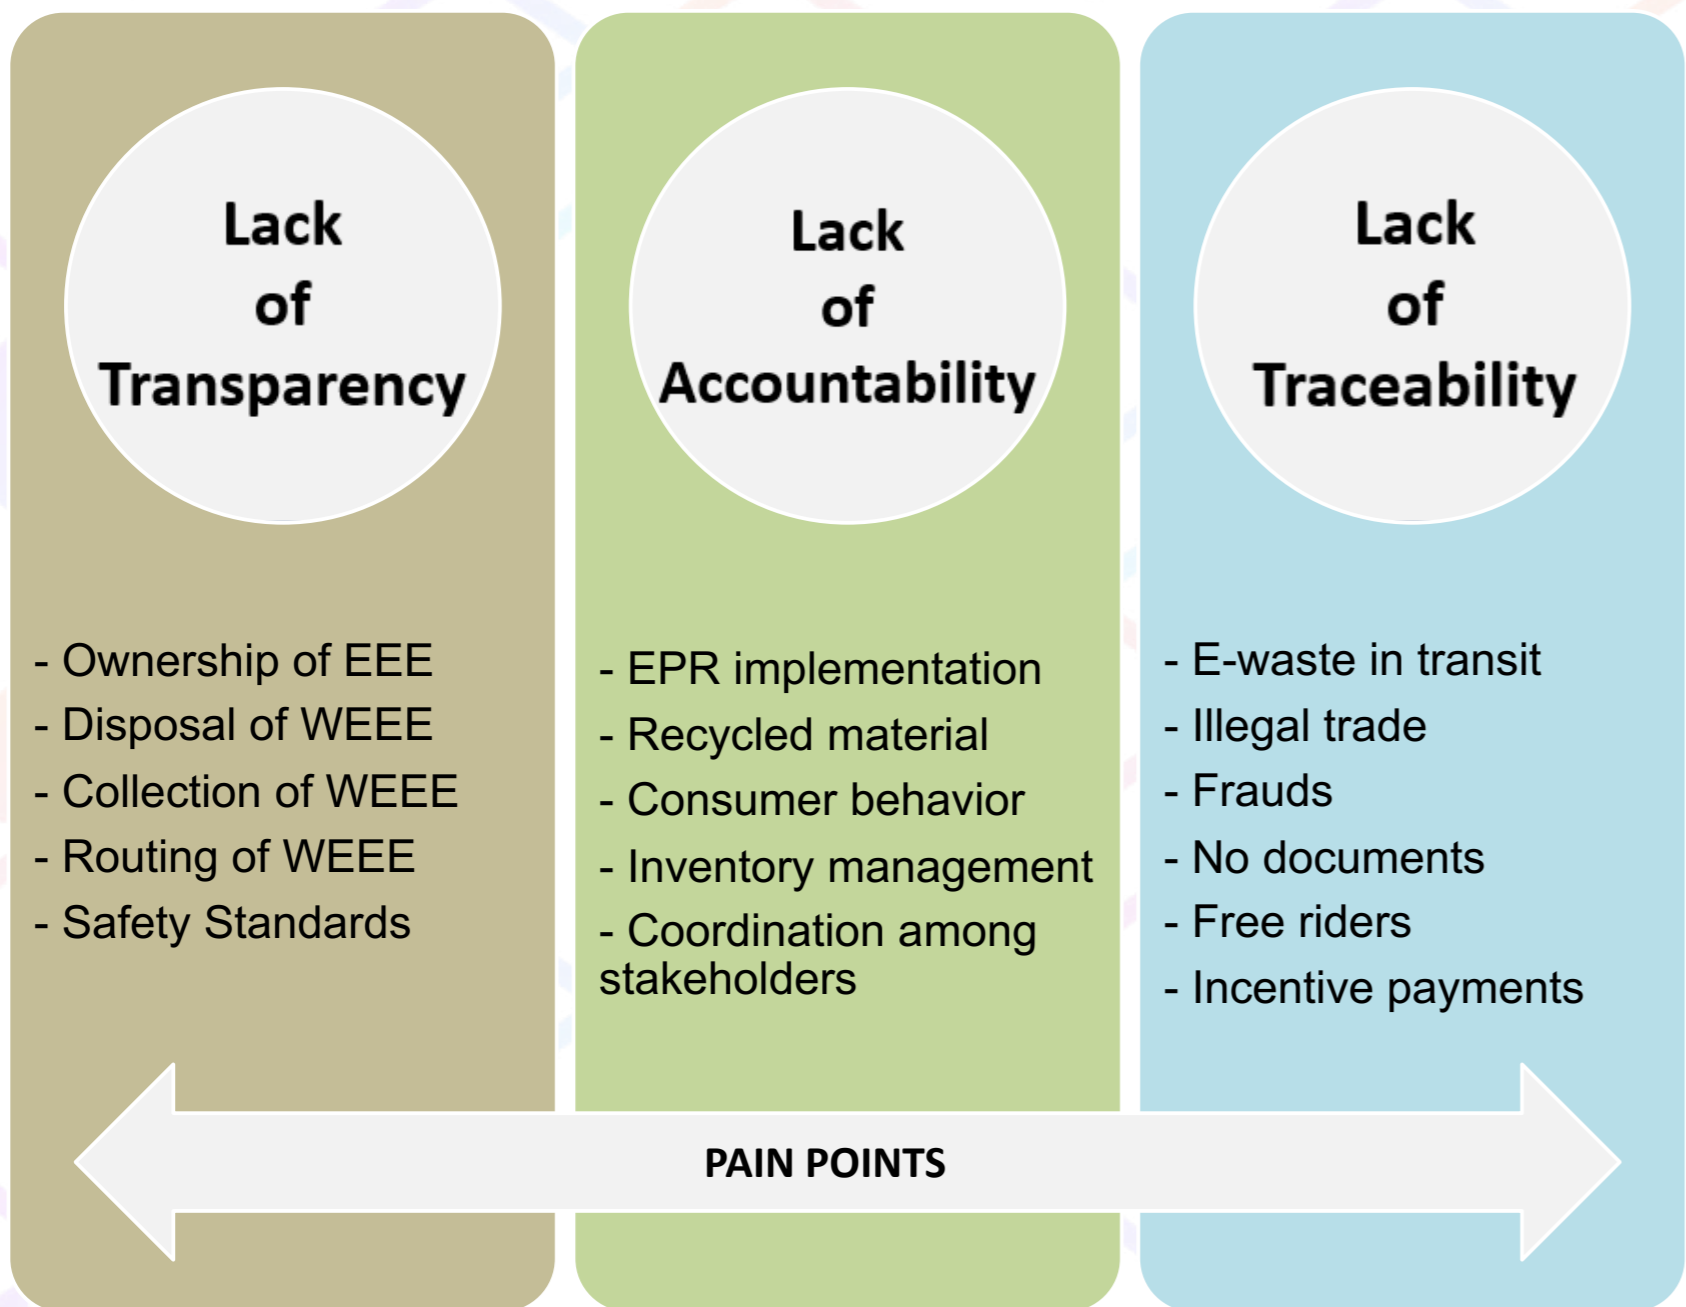 Lack
of
Transparency
- Ownership of EEE
- Disposal of WEEE
- Collection of WEEE
- Routing of WEEE
- Safety Standards
Lack
of
Accountability
- EPR implementation
- Recycled material
- Consumer behavior
- Inventory management
- Coordination among
stakeholders
Lack
of
Traceability
- E-waste in transit
- Illegal trade
- Frauds
- No documents
- Free riders
- Incentive payments
PAIN POINTS